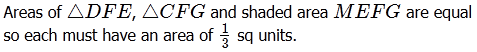 Areas of △DFE, △CFG and shaded area MEFG are equal
so each must have an area of 1/3 sq units.